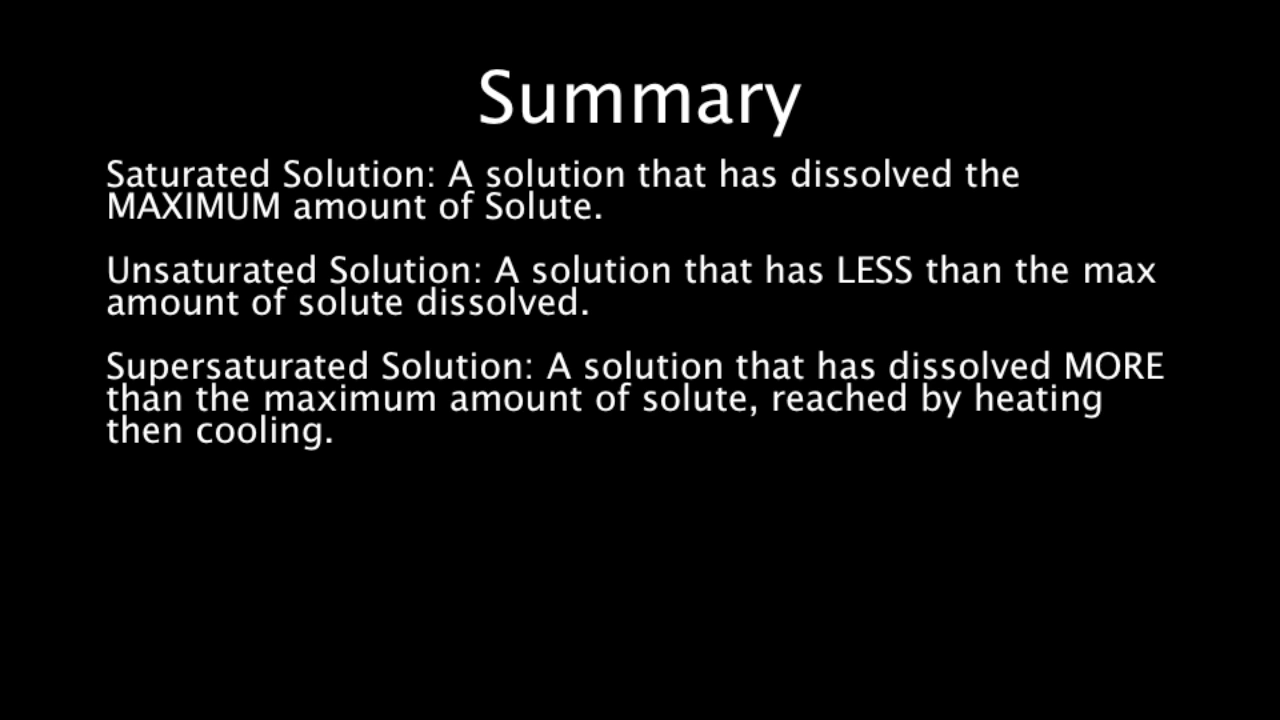 Summary
Saturated Solution: A solution that has dissolved the
MAXIMUM amount of Solute.
Unsaturated Solution: A solution that has LESS than the max
amount of solute dissolved.
Supersaturated Solution: A solution that has dissolved MORE
than the maximum amount of solute, reached by heating
then cooling.